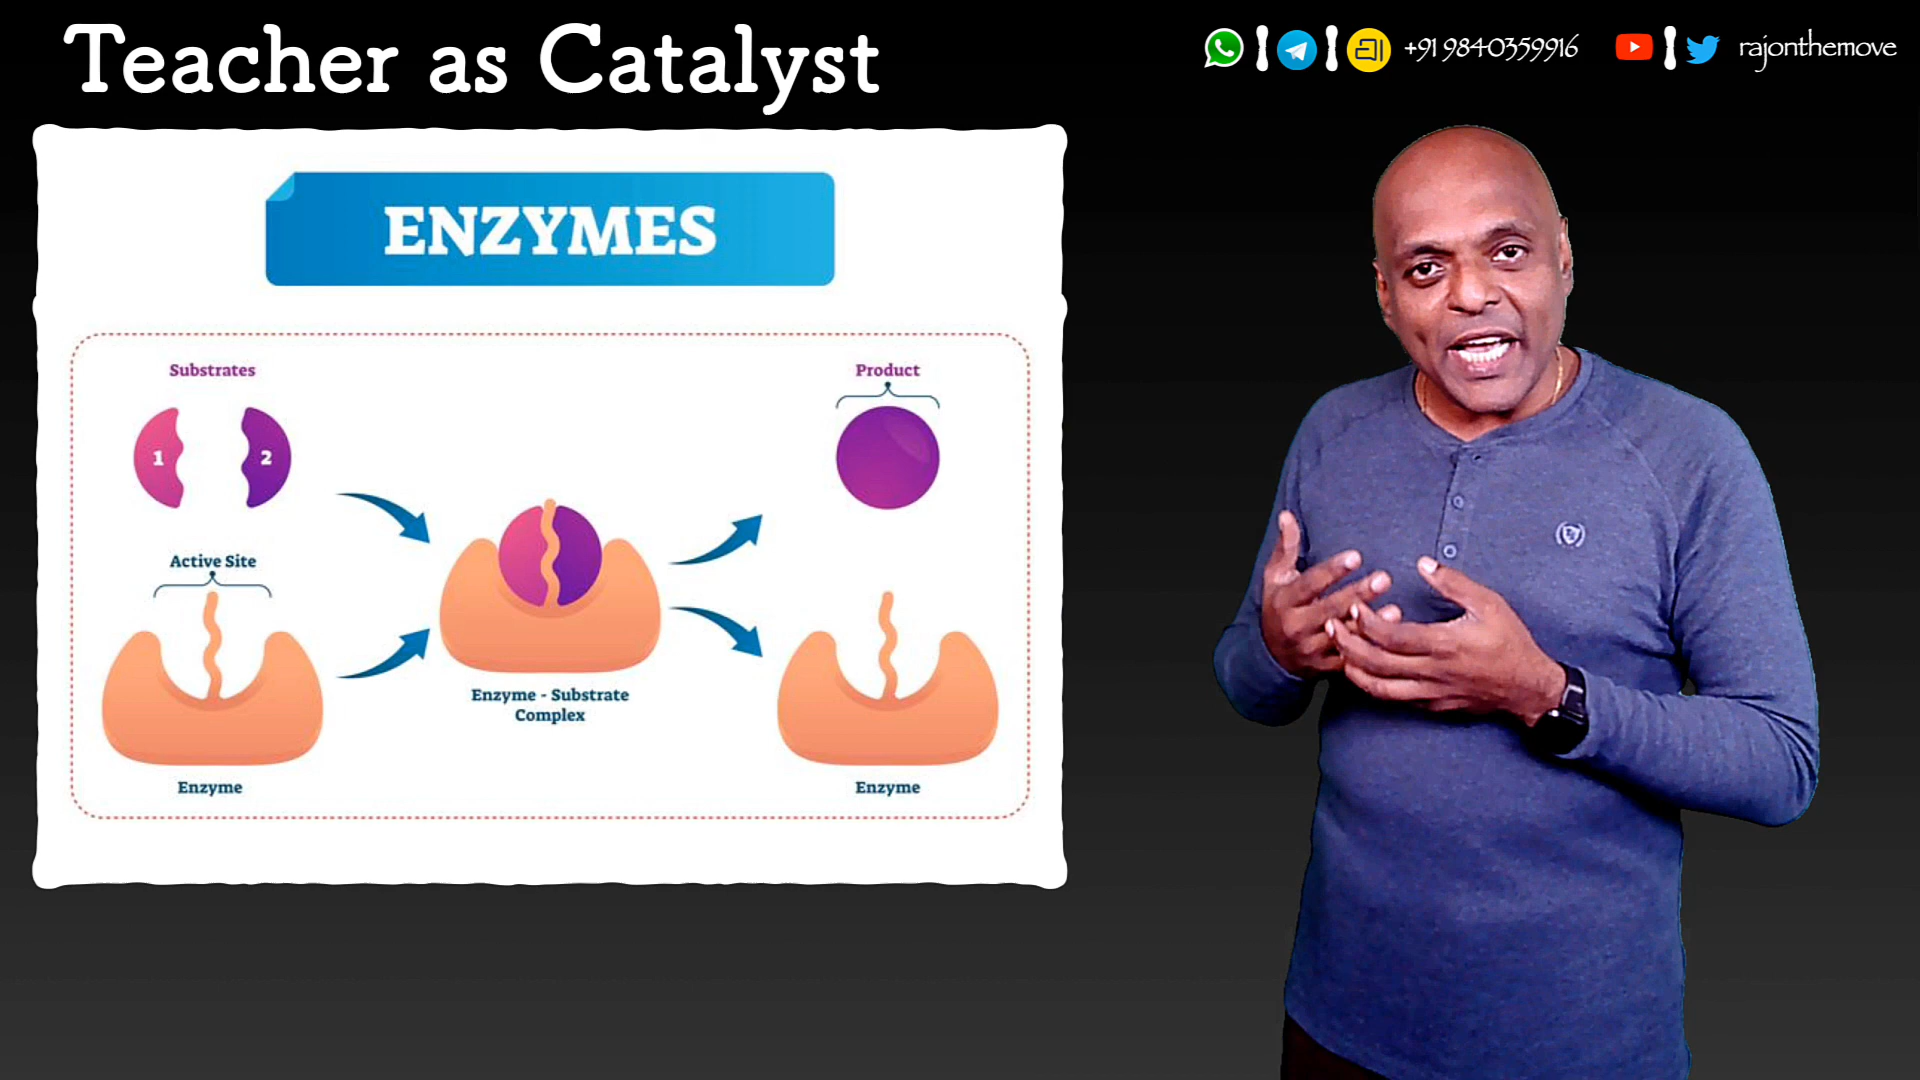 Teacher as Catalyst
+91 9840359916
rajonthemove
ENZYMES
Substrates
1
2
Product
Active Site
Enzyme - Substrate
Complex
Enzyme
Enzyme